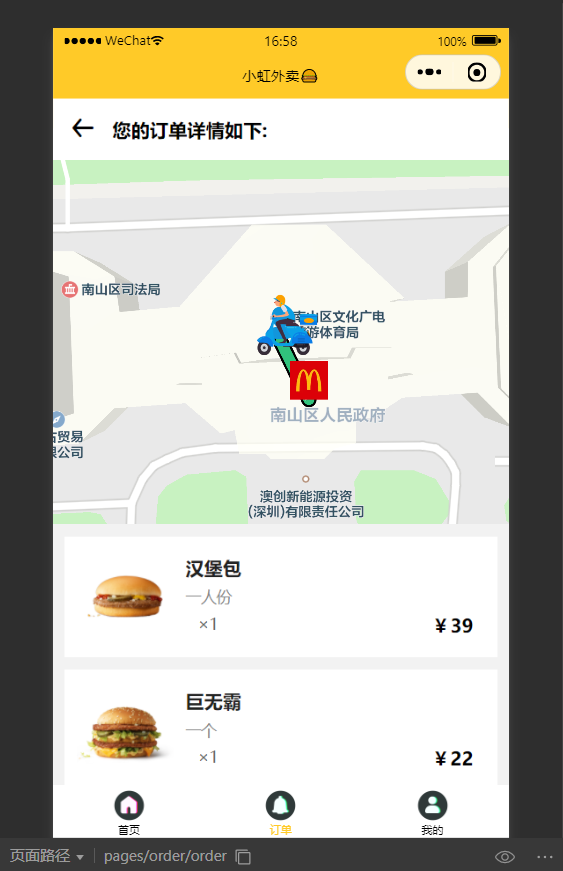 WeChat
16:58
100%
小虹外卖
您的订单详情如下:
南山区司法局
南山区文化广电
旅游体育局
南山区人民政府
贸易
限公司
澳创新能源投资
(深圳)有限责任公司
汉堡包
一人份
×1
￥39
巨无霸
一个
×1
￥22
首页
订单
我的
页面路径
pages/order/order